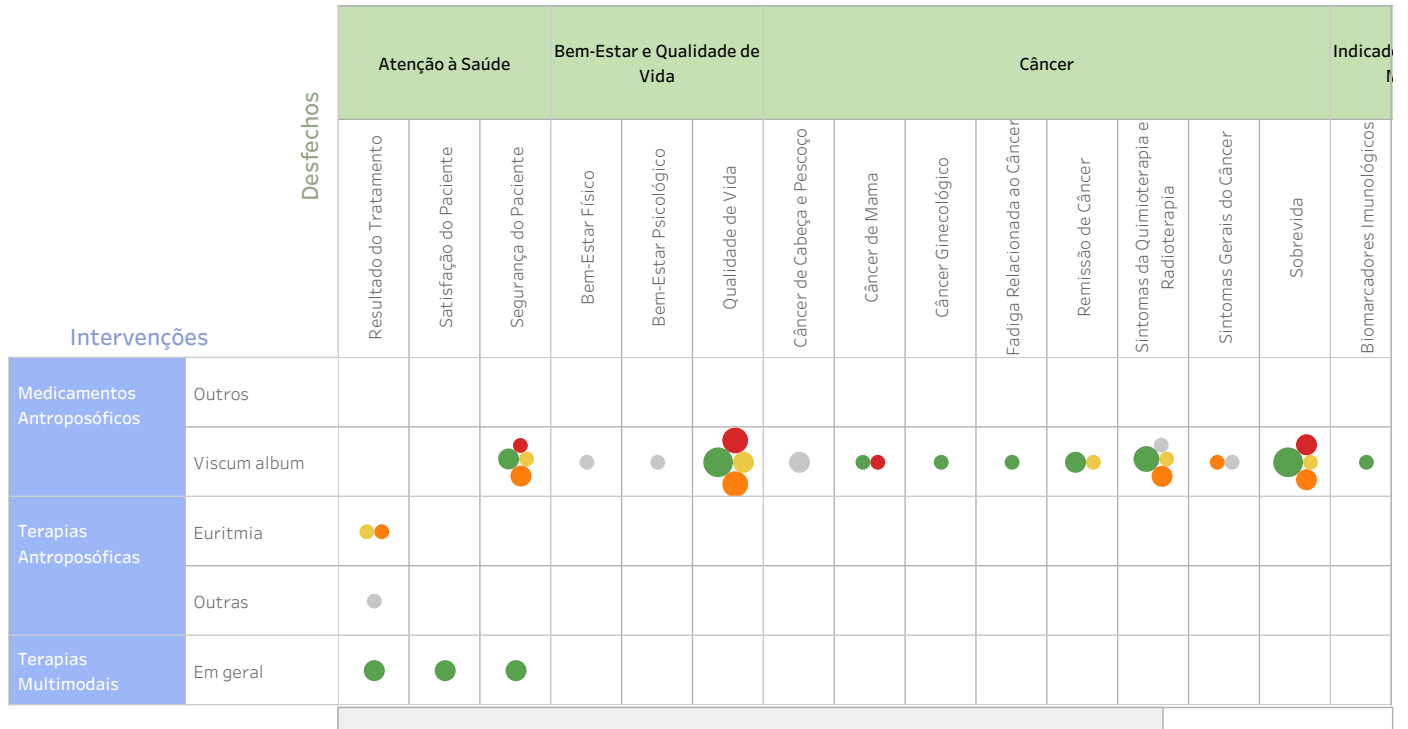 Desfechos
Intervenções
Atenção à Saúde
Bem-Estar e Qualidade de
Vida
Câncer
Resultado do Tratamento
Satisfação do Paciente
Segurança do Paciente
Bem-Estar Físico
Bem-Estar Psicológico
Qualidade de Vida
Câncer de Cabeça e Pescoço
Câncer de Mama
Câncer Ginecológico
Fadiga Relacionada ao Câncer
Remissão de Câncer
Sintomas da Quimioterapia e
Radioterapia
Sintomas Gerais do Câncer
Sobrevida
Biomarcadores Imunológicos
Medicamentos
Antroposóficos
Outros
Viscum album
Terapias
Antroposóficas
Euritmia
Outras
Terapias
Multimodais
Em geral